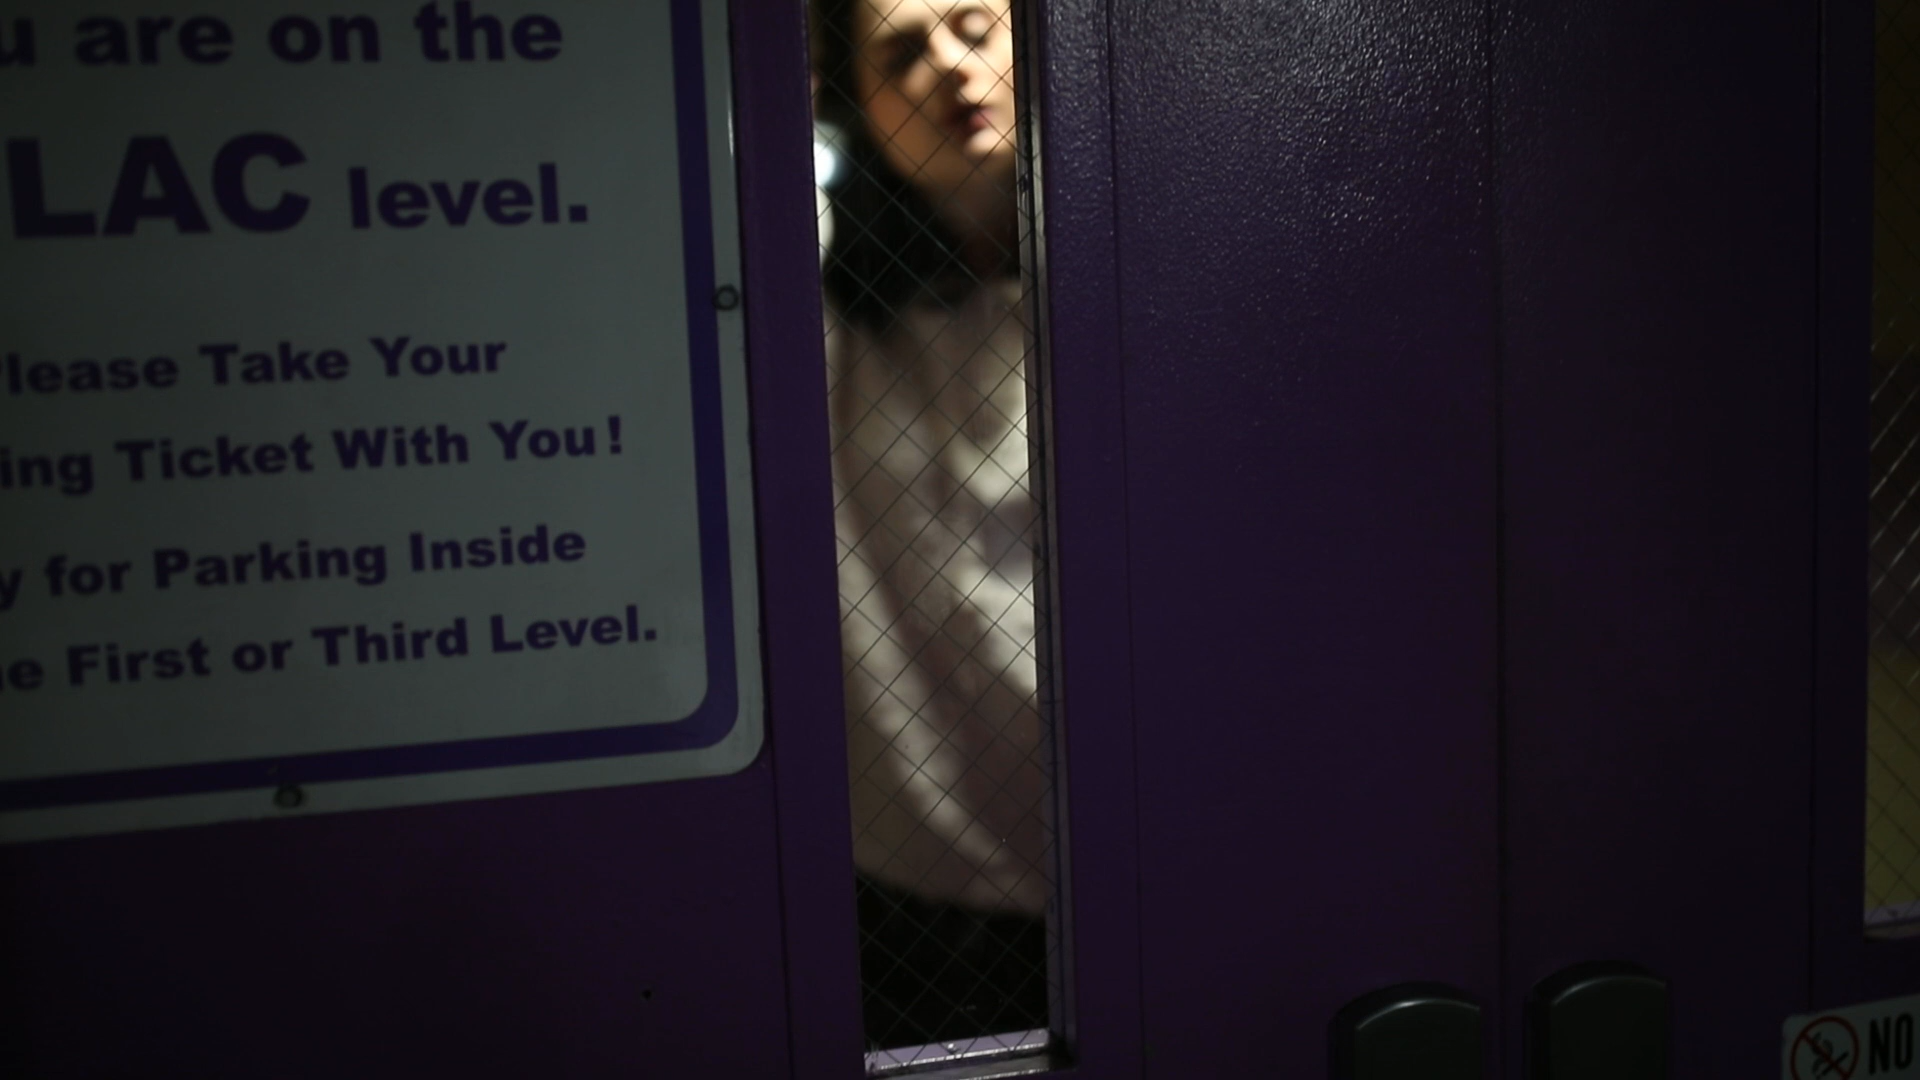 u are on the
LAC level.
lease Take Your
ing Ticket With You!
y for Parking Inside
e First or Third Level.
NO